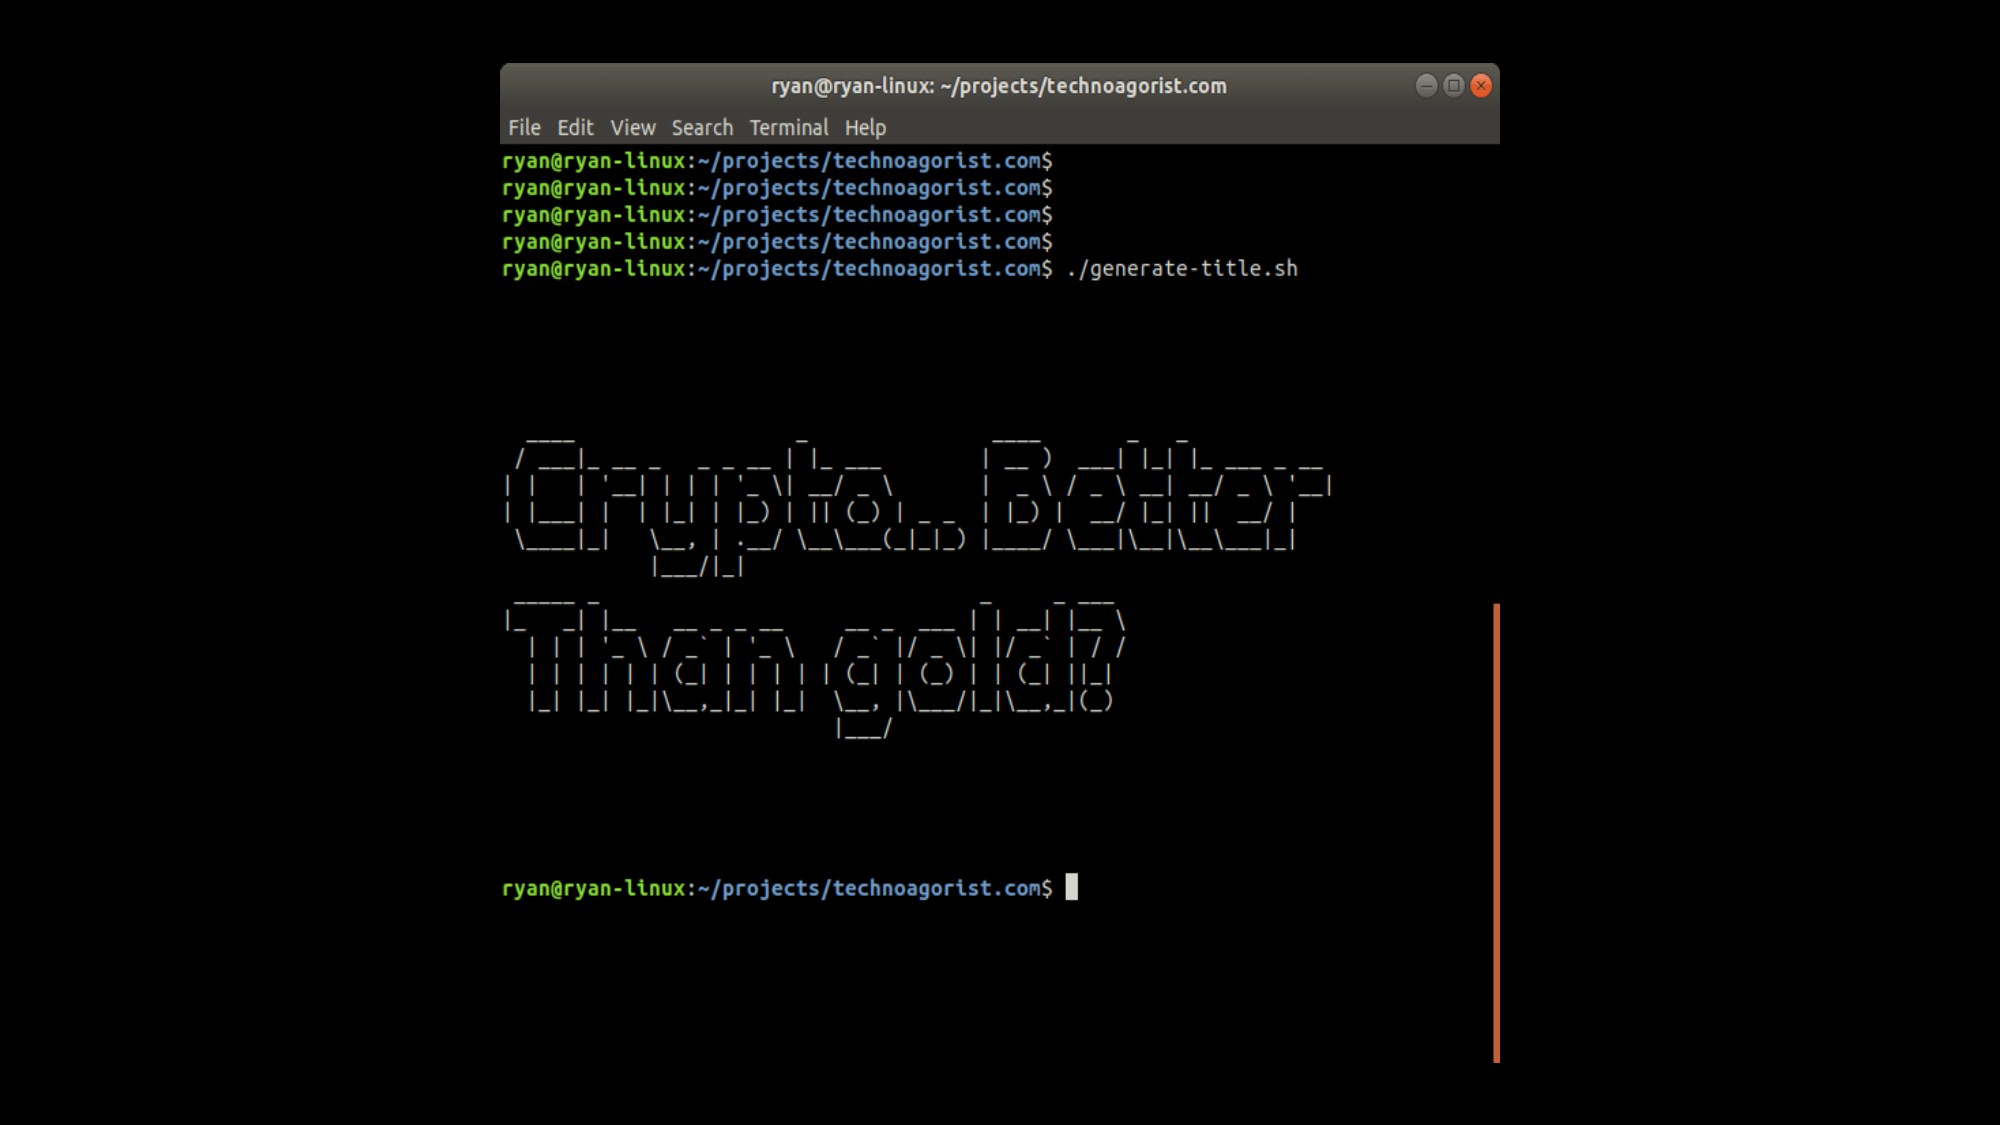 ryan@ryan-linux: ~/projects/technoagorist.com
File Edit View Search Terminal Help
ryan@ryan-linux:~/projects/technoagorist.com$
ryan@ryan-linux:~/projects/technoagorist.com$
ryan@ryan-linux:~/projects/technoagorist.com$
ryan@ryan-linux:~/projects/technoagorist.com$
ryan@ryan-linux:~/projects/technoagorist.com$ ./generate-title.sh
Crypto... Better
Than gold?
ryan@ryan-linux:~/projects/technoagorist.com$